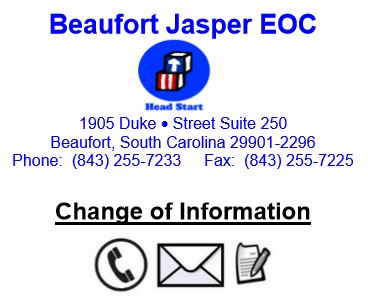 Beaufort Jasper EOC
Head Start
1905 Duke • Street Suite 250
Beaufort, South Carolina 29901-2296
Phone: (843) 255-7233 Fax: (843) 255-7225
Change of Information